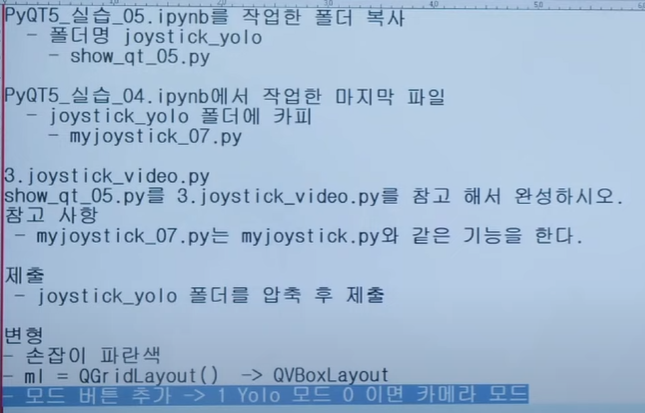 PyQT5_실습_05.ipynb를 작업한 폴더 복사
- 폴더명 joystick_yolo
- show_qt_05.py
PyQT5_실습_04.ipynb에서 작업한 마지막 파일
- joystick_yolo 폴더에 카피
- myjoystick_07.py
3.joystick_video.py
show_qt_05.py를 3.joystick_video.py를 참고 해서 완성하시오.
참고 사항
- myjoystick_07.py는 myjoystick.py와 같은 기능을 한다.
제출
- joystick_yolo 폴더를 압축 후 제출
변형
- 손잡이 파란색
- ml = QGridLayout() -> QVBoxLayout
- 모드 버튼 추가 -> 1 Yolo 모드 0 이면 카메라 모드